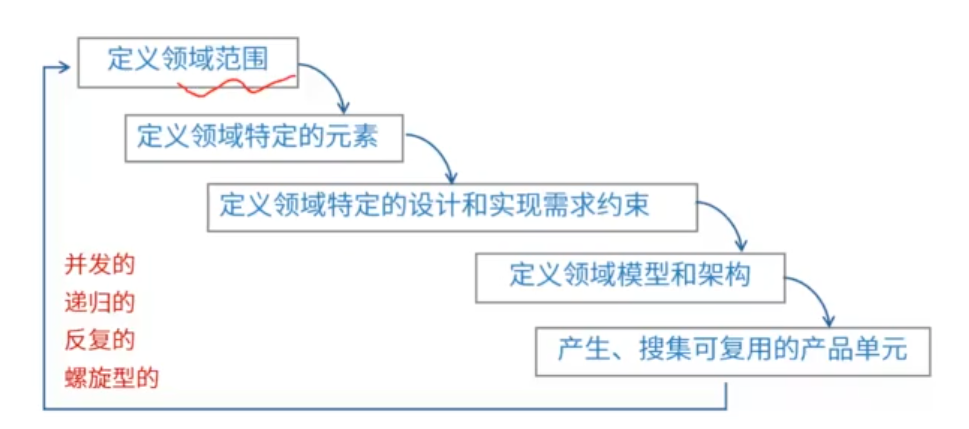 定义领域范围
定义领域特定的元素
定义领域特定的设计和实现需求约束
定义领域模型和架构
产生、搜集可复用的产品单元
并发的
递归的
反复的
螺旋型的